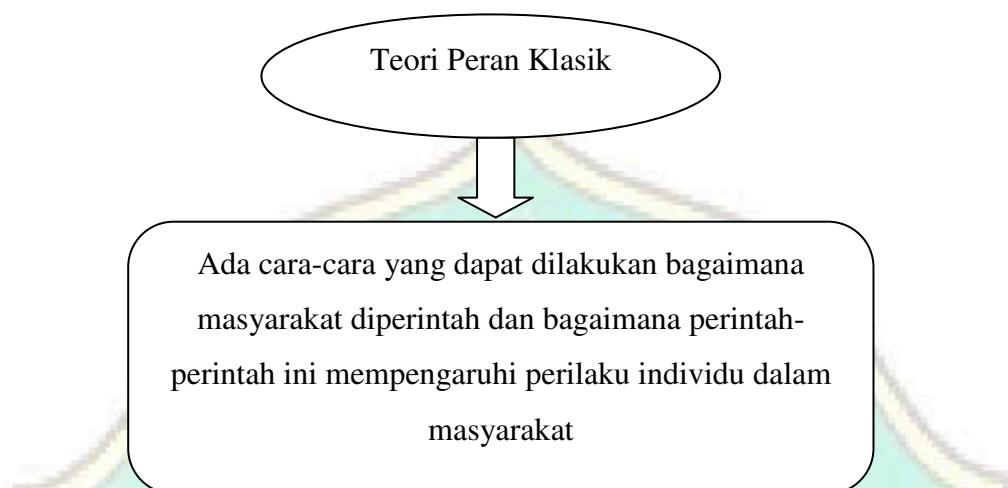 Teori Peran Klasik
Ada cara-cara yang dapat dilakukan bagaimana
masyarakat diperintah dan bagaimana perintah-
perintah ini mempengaruhi perilaku individu dalam
masyarakat